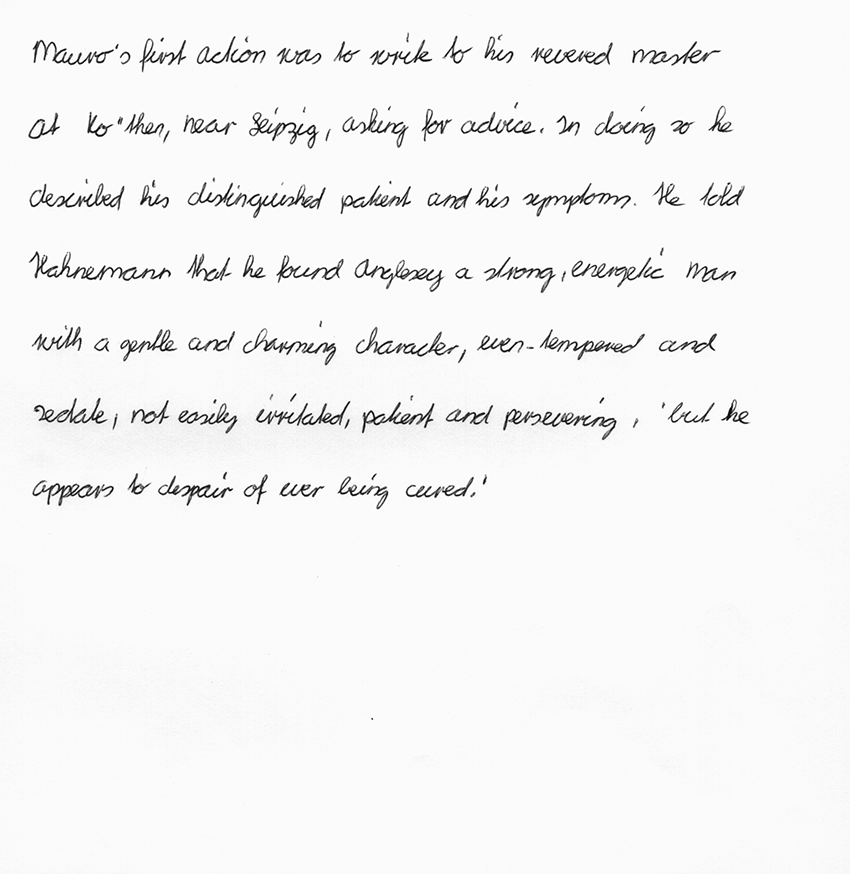 Mauro's first action was to write to his revered master
at Ko"then, near Leipzig, asking for advice. In doing so he
described his distinguished patient and his symptoms. He told
Hahnemann that he found Anglesey a strong, energetic man
with a gentle and charming character, even-tempered and
sedate, not easily irritated, patient and persevering, 'but he
appears to despair of ever being cured.'